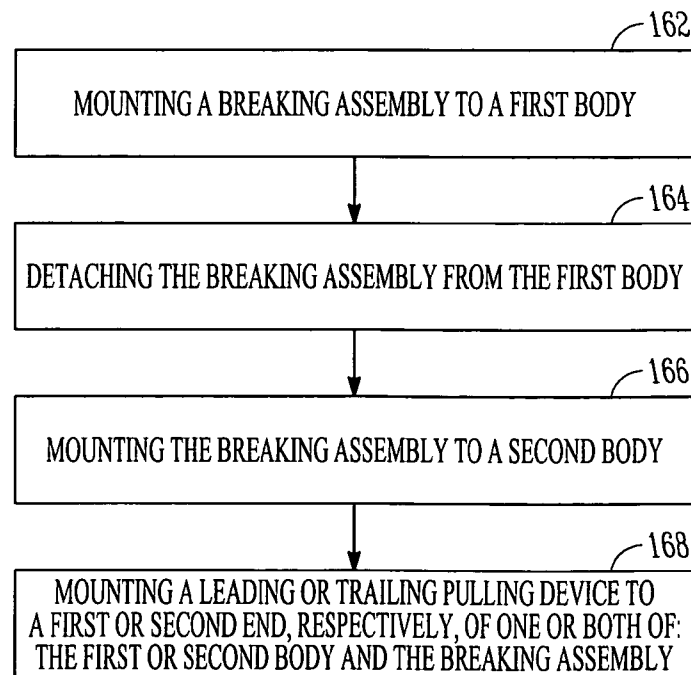 162
MOUNTING A BREAKING ASSEMBLY TO A FIRST BODY
164
DETACHING THE BREAKING ASSEMBLY FROM THE FIRST BODY
166
MOUNTING THE BREAKING ASSEMBLY TO A SECOND BODY
168
MOUNTING A LEADING OR TRAILING PULLING DEVICE TO
A FIRST OR SECOND END, RESPECTIVELY, OF ONE OR BOTH OF:
THE FIRST OR SECOND BODY AND THE BREAKING ASSEMBLY